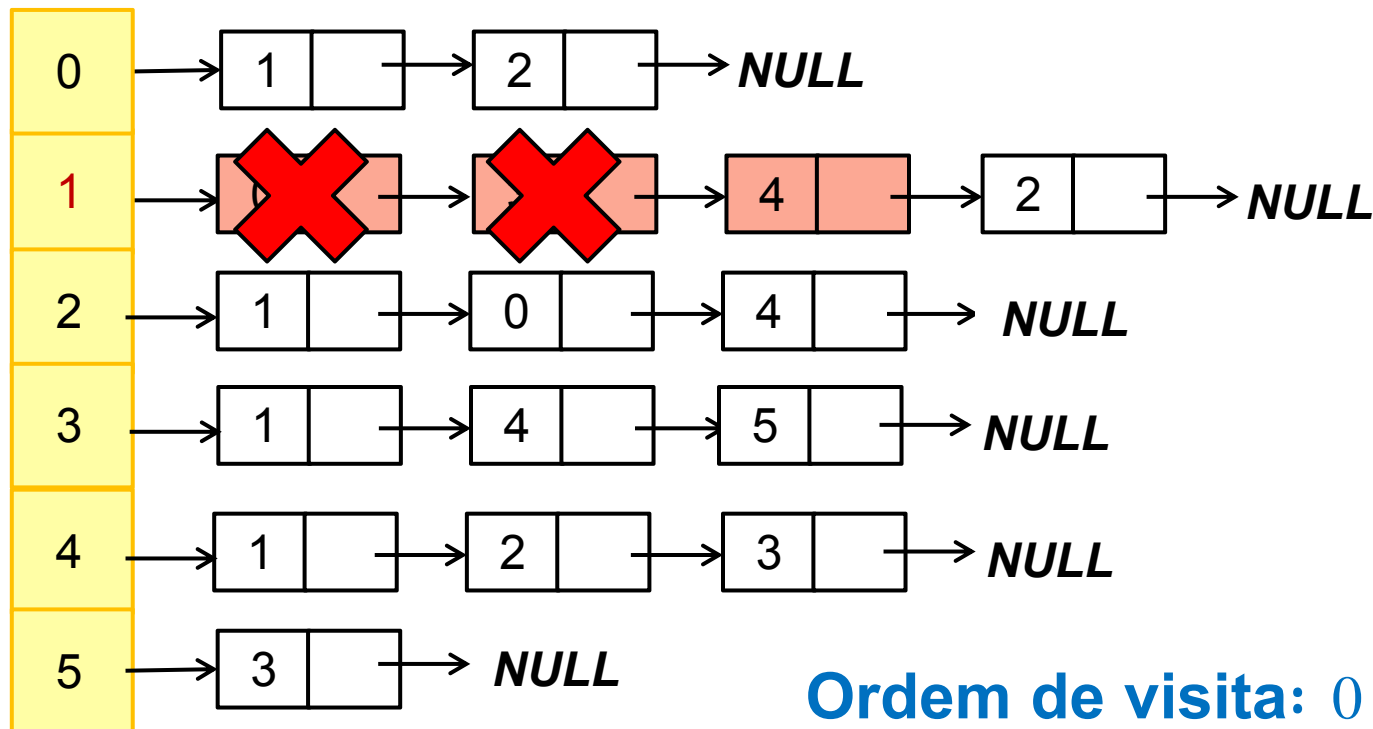 0 1 2 NULL
1 4 2 NULL
2 1 0 4 NULL
3 1 4 5 NULL
4 1 2 3 NULL
5 3 NULL
Ordem de visita: 0